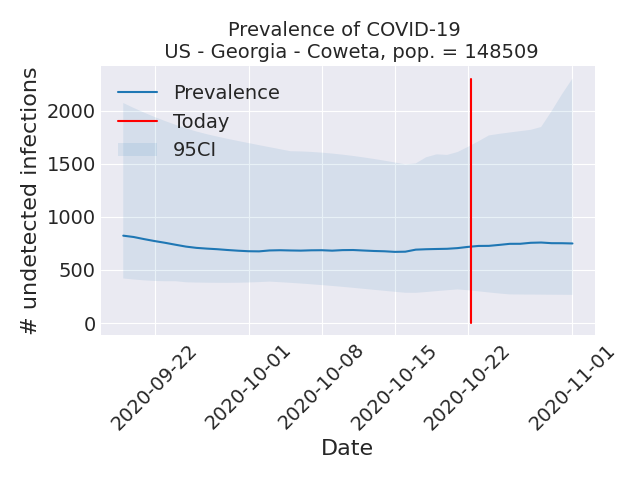 Prevalence of COVID-19
US - Georgia - Coweta, pop. = 148509
Prevalence
Today
95CI
# undetected infections
2000
1500
1000
500
0
2020-09-22
2020-10-01
2020-10-08
2020-10-15
2020-10-22
2020-11-01
Date